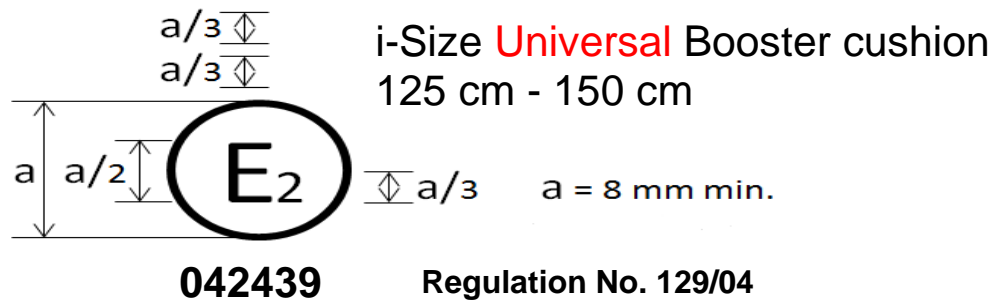 a/3
i-Size Universal Booster cushion
a/3
125 cm - 150 cm
a
a/2
E2
a/3
a = 8 mm min.
042439
Regulation No. 129/04